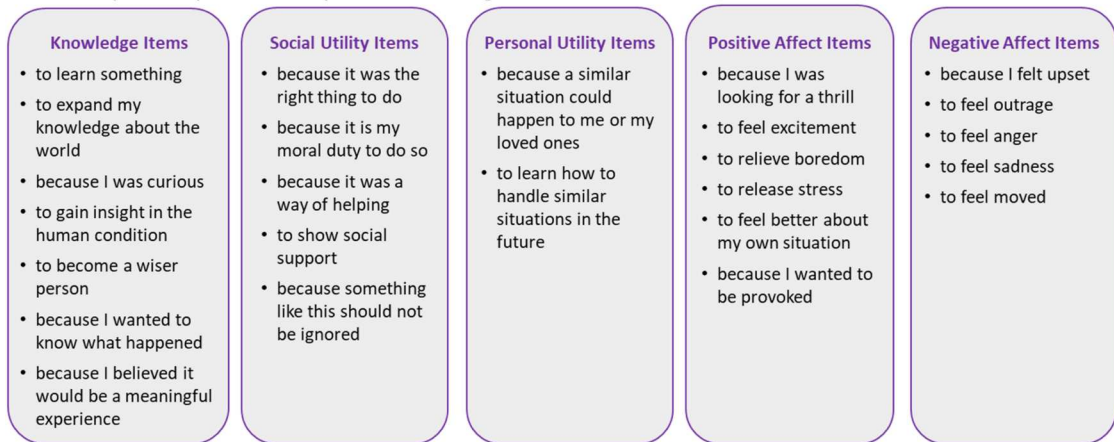 Knowledge Items
• to learn something
• to expand my
knowledge about the
world
• because I was curious
• to gain insight in the
human condition
• to become a wiser
person
• because I wanted to
know what happened
• because I believed it
would be a meaningful
experience
Social Utility Items
• because it was the
right thing to do
• because it is my
moral duty to do so
• because it was a
way of helping
• to show social
support
• because something
like this should not
be ignored
Personal Utility Items
• because a similar
situation could
happen to me or my
loved ones
• to learn how to
handle similar
situations in the
future
Positive Affect Items
• because I was
looking for a thrill
• to feel excitement
• to relieve boredom
• to release stress
• to feel better about
my own situation
• because I wanted to
be provoked
Negative Affect Items
• because I felt upset
• to feel outrage
• to feel anger
• to feel sadness
• to feel moved